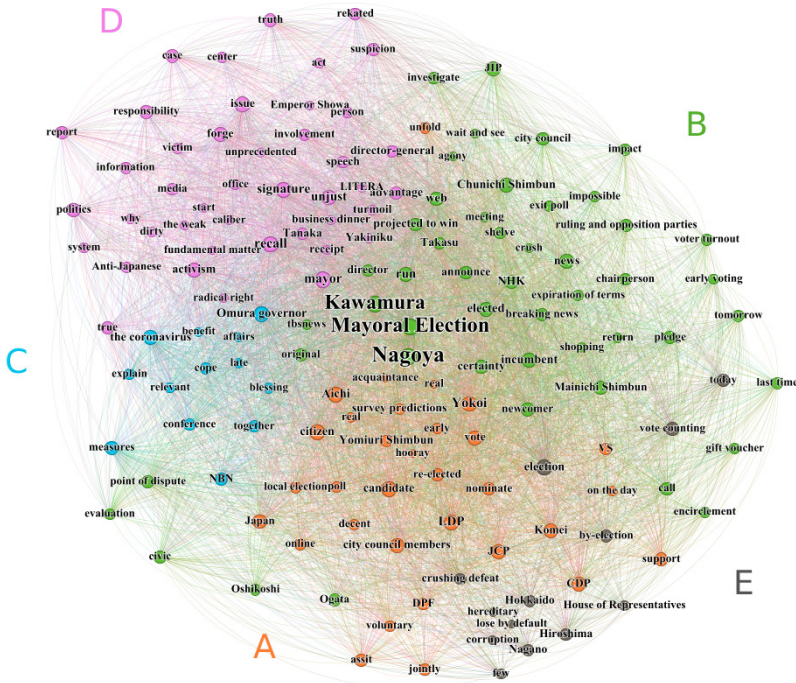 D
truth
rekated
case
center
suspicion
act
investigate
JIP
B
report
responsibility
issue
Emperor Showa
person
forge
involvement
unfold
wait and see
city council
impact
victim
unprecedented
director-general
agony
information
speech
media
office
signature
LITERA
advantage
unjust
web
Chunichi Shimbun
impossible
exit poll
politics
why
start
caliber
business dinner
turmoil
projected to win
meeting
ruling and opposition parties
dirty
the weak
Tanaka
Yakiniku
Takasu
shelve
crush
voter turnout
system
fundamental matter
recall
receipt
news
Anti-Japanese
activism
mayor
director
run
announce
NHK
chairperson
early voting
radical right
Kawamura
expiration of terms
true
Omura governor
elected
breaking news
tomorrow
the coronavirus
benefit
affairs
tbsnews
Mayoral Election
return
pledge
C
original
Nagoya
shopping
explain
cope
late
certainty
incumbent
relevant
blessing
acquaintance
real
Mainichi Shimbun
today
last time
Aichi
survey predictions
Yokoi
newcomer
conference
together
citizen
real
early
vote
vote counting
measures
Yomiuri Shimbun
hooray
VS
gift voucher
point of dispute
NBN
re-elected
election
local election
poll
candidate
nominate
on the day
call
evaluation
Japan
decent
LDP
Komei
by-election
encirclement
civic
online
city council members
JCP
support
Oshikoshi
crushing defeat
CDP
E
Ogata
DPF
Hokkaido
House of Representatives
hereditary
voluntary
lose by default
Hiroshima
A
corruption
Nagano
assit
jointly
few